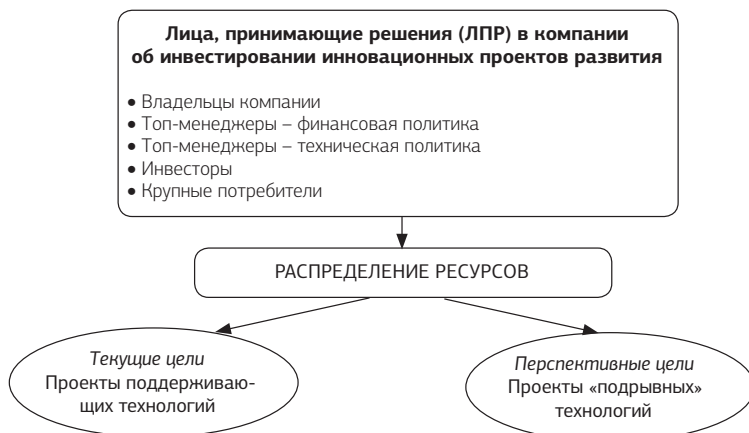 Лица, принимающие решения (ЛПР) в компании
об инвестировании инновационных проектов развития
• Владельцы компании
• Топ-менеджеры – финансовая политика
• Топ-менеджеры – техническая политика
• Инвесторы
• Крупные потребители
РАСПРЕДЕЛЕНИЕ РЕСУРСОВ
Текущие цели
Проекты поддерживаю-
щих технологий
Перспективные цели
Проекты «подрывных»
технологий